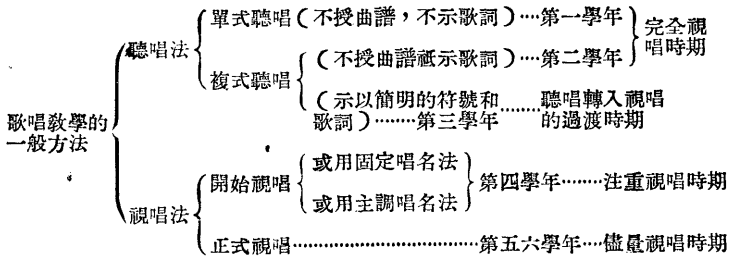 單式聽唱(不授曲譜,不示歌詞)····第一學年
完全視唱時期
聽唱法
(不授曲譜祇示歌詞)····第二學年
複式聽唱
(示以簡明的符號和歌詞)········第三學年
········聽唱轉入視唱的過渡時期
歌唱教學的一般方法
開始視唱
或用固定唱名法
第四學年········注重視唱時期
或用主調唱名法
視唱法
正式視唱································第五六學年····儘量視唱時期